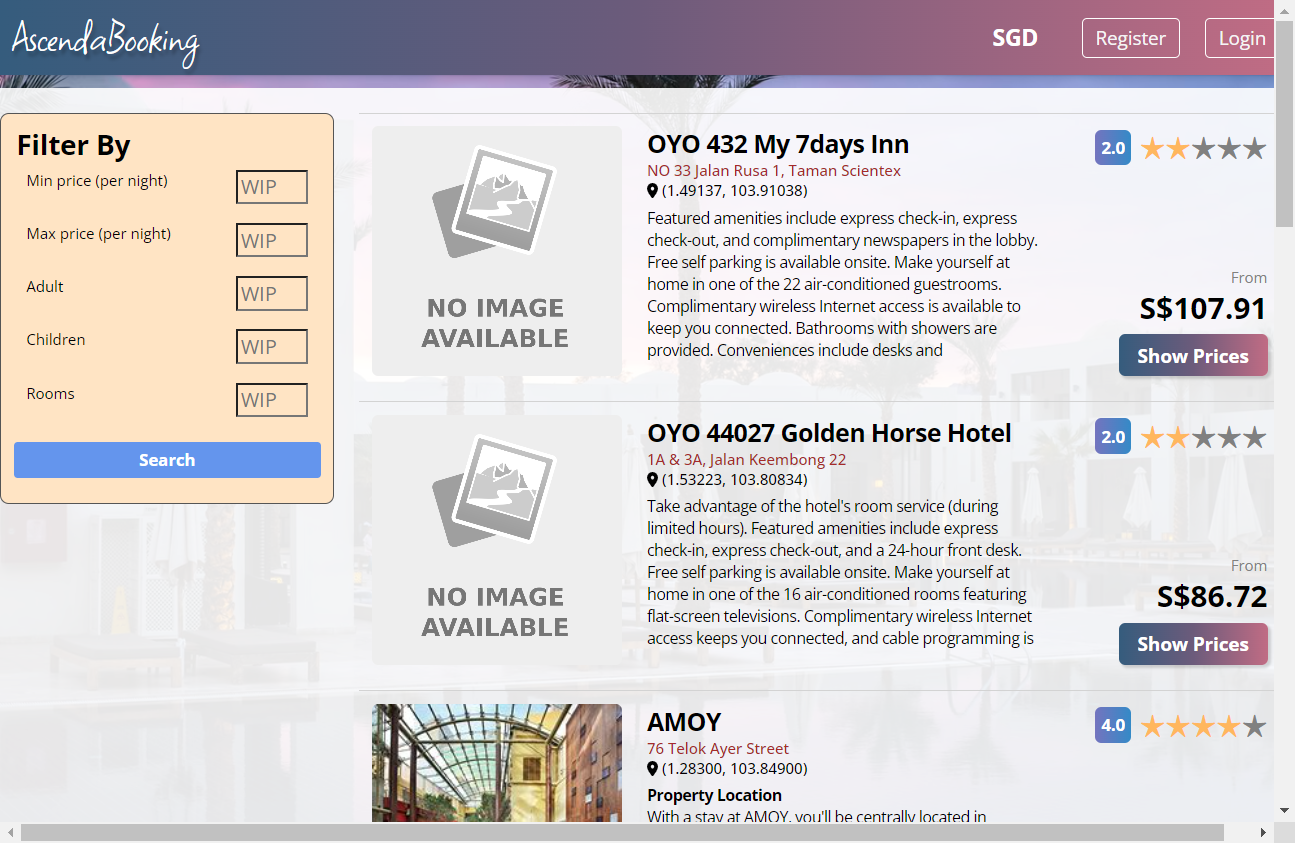 AscendaBooking
SGD
Register
Login
Filter By
Min price (per night)
WIP
Max price (per night)
WIP
Adult
WIP
Children
WIP
Rooms
WIP
Search
NO IMAGE
AVAILABLE
OYO 432 My 7days Inn
NO 33 Jalan Rusa 1, Taman Scientex
(1.49137, 103.91038)
Featured amenities include express check-in, express
check-out, and complimentary newspapers in the lobby.
Free self parking is available onsite. Make yourself at
home in one of the 22 air-conditioned guestrooms.
Complimentary wireless Internet access is available to
keep you connected. Bathrooms with showers are
provided. Conveniences include desks and
2.0
From
S$107.91
Show Prices
NO IMAGE
AVAILABLE
OYO 44027 Golden Horse Hotel
1A & 3A, Jalan Keembong 22
(1.53223, 103.80834)
Take advantage of the hotel's room service (during
limited hours). Featured amenities include express
check-in, express check-out, and a 24-hour front desk.
Free self parking is available onsite. Make yourself at
home in one of the 16 air-conditioned rooms featuring
flat-screen televisions. Complimentary wireless Internet
access keeps you connected, and cable programming is
2.0
From
S$86.72
Show Prices
AMOY
76 Telok Ayer Street
(1.28300, 103.84900)
Property Location
With a stay at AMOY, you'll be centrally located in
4.0